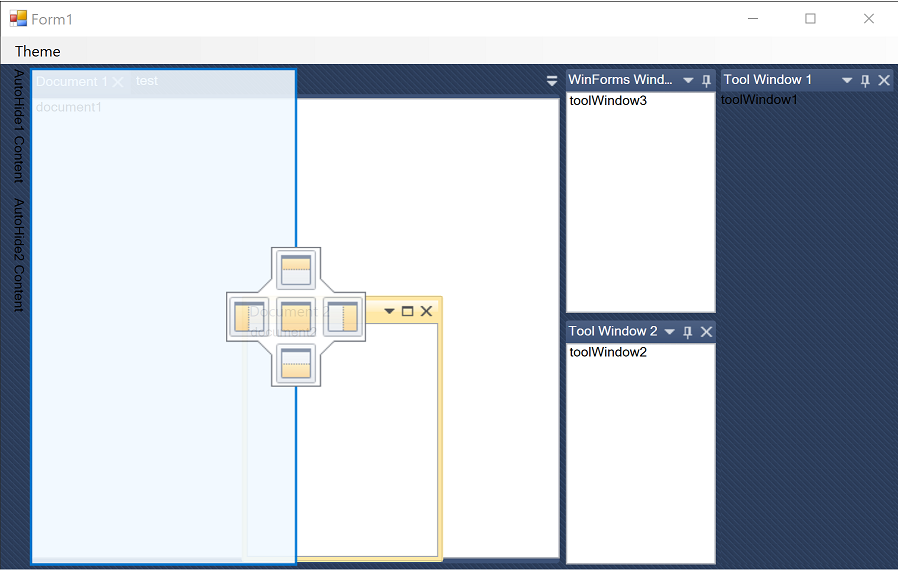 Form1
Theme
AutoHide1 Content
AutoHide2 Content
Document 1
test
document1
Document 2
document2
WinForms Wind...
toolWindow3
Tool Window 1
toolWindow1
Tool Window 2
toolWindow2